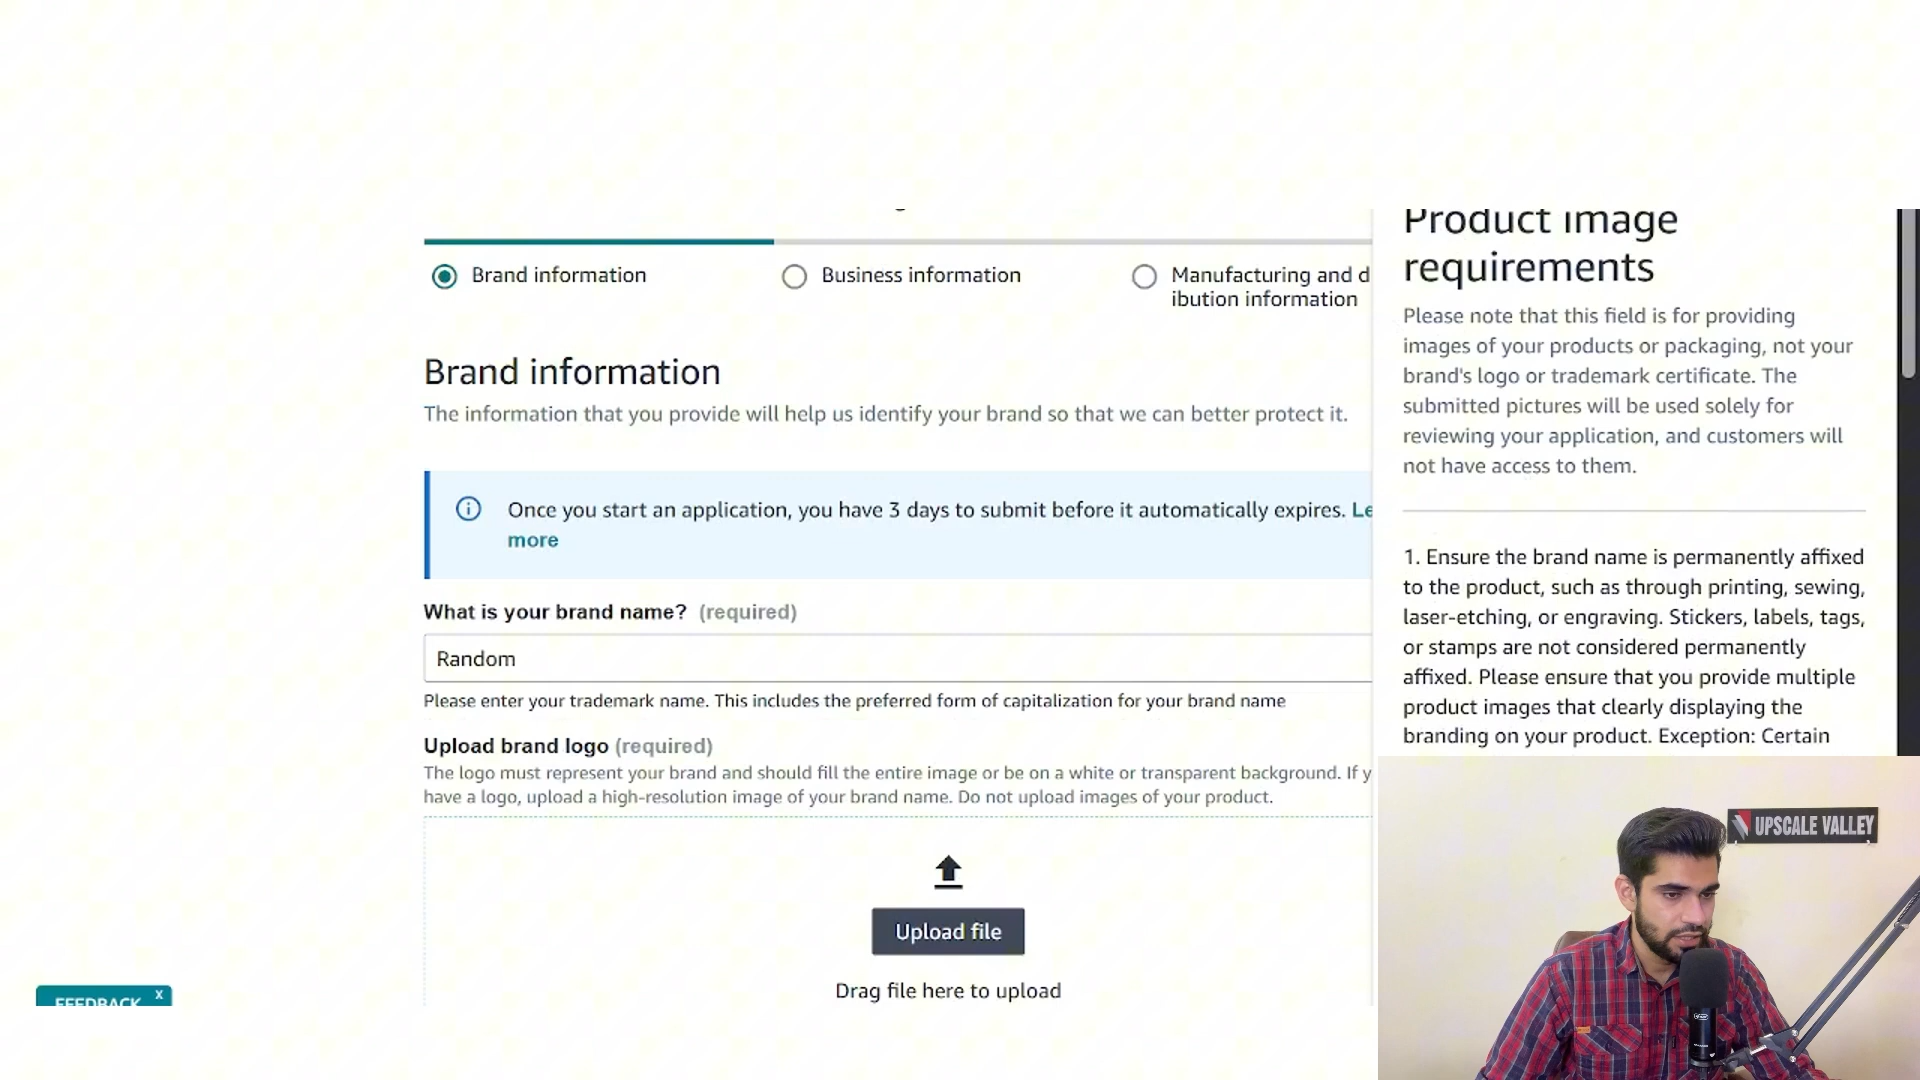 Brand information
Business information
Manufacturing and d
ibution information
Brand information
The information that you provide will help us identify your brand so that we can better protect it.
Once you start an application, you have 3 days to submit before it automatically expires. Le
more
What is your brand name? (required)
Random
Please enter your trademark name. This includes the preferred form of capitalization for your brand name
Upload brand logo (required)
The logo must represent your brand and should fill the entire image or be on a white or transparent background. If y
have a logo, upload a high-resolution image of your brand name. Do not upload images of your product.
Upload file
Drag file here to upload
FEEDBACK x
Product image
requirements
Please note that this field is for providing
images of your products or packaging, not your
brand's logo or trademark certificate. The
submitted pictures will be used solely for
reviewing your application, and customers will
not have access to them.
1. Ensure the brand name is permanently affixed
to the product, such as through printing, sewing,
laser-etching, or engraving. Stickers, labels, tags,
or stamps are not considered permanently
affixed. Please ensure that you provide multiple
product images that clearly displaying the
branding on your product. Exception: Certain
UPSCALE VALLEY